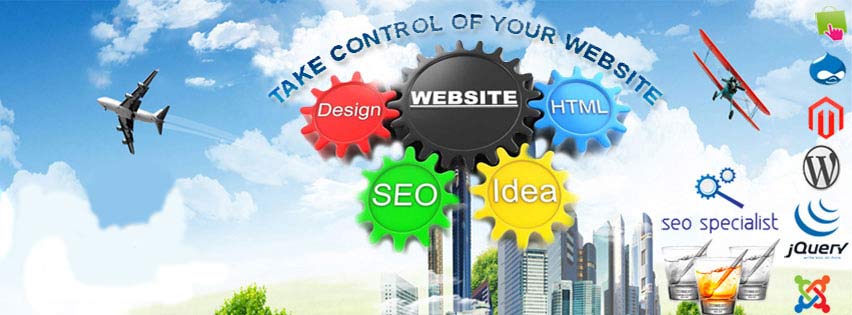 TAKE CONTROL OF YOUR WEBSITE
Design
WEBSITE
HTML
SEO
Idea
seo specialist
jQuery